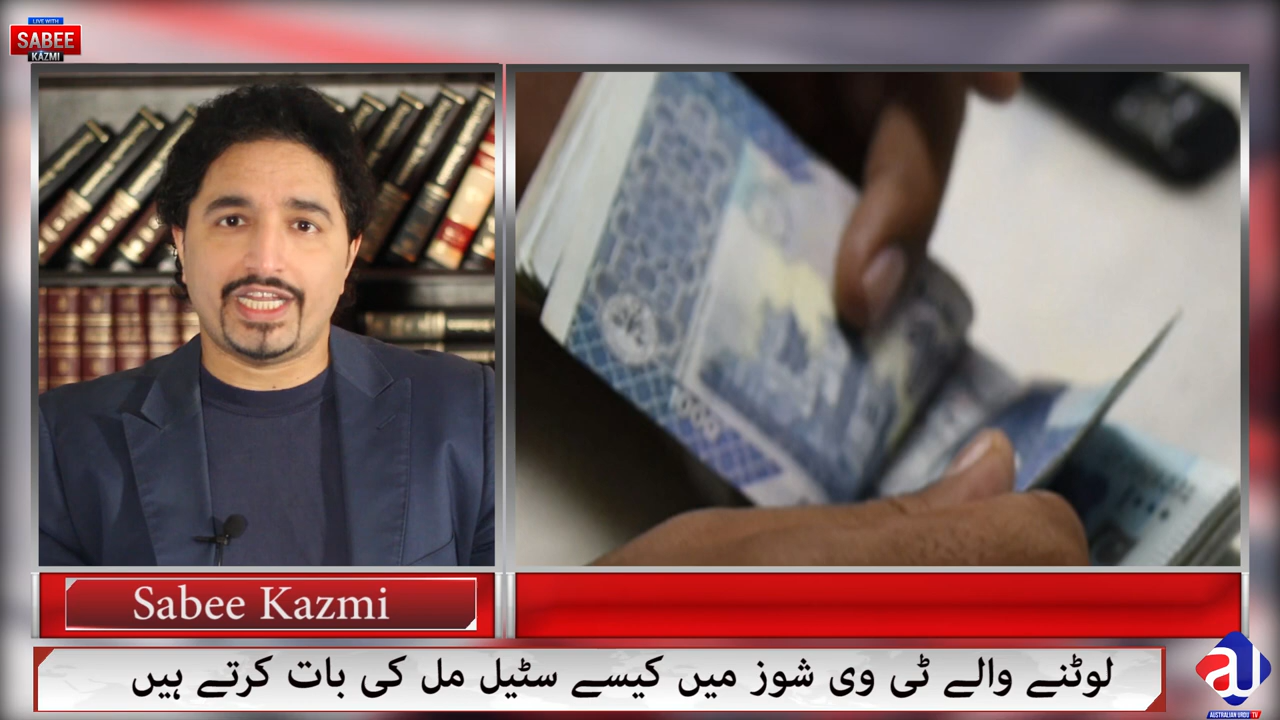 LIVE WITH
SABEE
KAZMI
1000
Sabee Kazmi
لوٹنے والے ٹی وی شوز میں کیسے سٹیل مل کی بات کرتے ہیں
AUSTRALIAN URDU TV